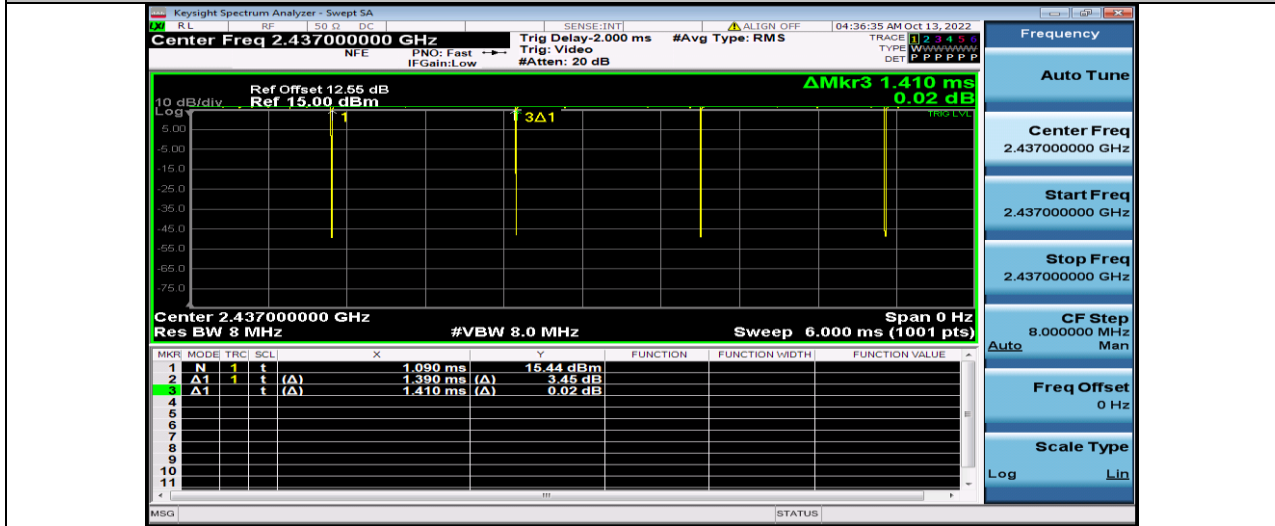 Keysight Spectrum Analyzer - Swept SA
LXI RL RF 50 Ω DC SENSE:INT ALIGN OFF 04:36:35 AM Oct 13, 2022
Center Freq 2.437000000 GHz
NFE PNO: Fast IFGain:Low
Trig Delay-2.000 ms
Trig: Video
#Atten: 20 dB
#Avg Type: RMS
TRACE 1 2 3 4 5 6
TYPE WWWWWW
DET P P P P P P
ΔMkr3 1.410 ms
0.02 dB
Ref Offset 12.55 dB
10 dB/div Ref 15.00 dBm
Log
1
3Δ1
TRIG LVL
5.00
-5.00
-15.0
-25.0
-35.0
-45.0
-55.0
-65.0
-75.0
Center 2.437000000 GHz Span 0 Hz
Res BW 8 MHz #VBW 8.0 MHz Sweep 6.000 ms (1001 pts)
MKR MODE TRC SCL X Y FUNCTION FUNCTION WIDTH FUNCTION VALUE
1 N 1 t 1.090 ms 15.44 dBm
2 Δ1 1 t (Δ) 1.390 ms (Δ) 3.45 dB
3 Δ1 t (Δ) 1.410 ms (Δ) 0.02 dB
4
5
6
7
8
9
10
11
MSG STATUS
Frequency
Auto Tune
Center Freq
2.437000000 GHz
Start Freq
2.437000000 GHz
Stop Freq
2.437000000 GHz
CF Step
8.000000 MHz
Auto Man
Freq Offset
0 Hz
Scale Type
Log Lin